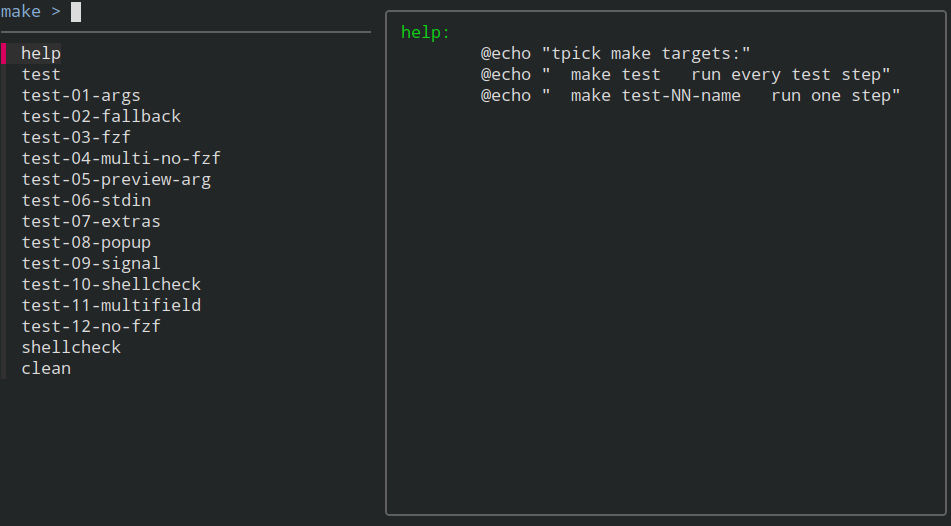 make >
help
test
test-01-args
test-02-fallback
test-03-fzf
test-04-multi-no-fzf
test-05-preview-arg
test-06-stdin
test-07-extras
test-08-popup
test-09-signal
test-10-shellcheck
test-11-multifield
test-12-no-fzf
shellcheck
clean
help:
        @echo "tpick make targets:"
        @echo "  make test   run every test step"
        @echo "  make test-NN-name   run one step"